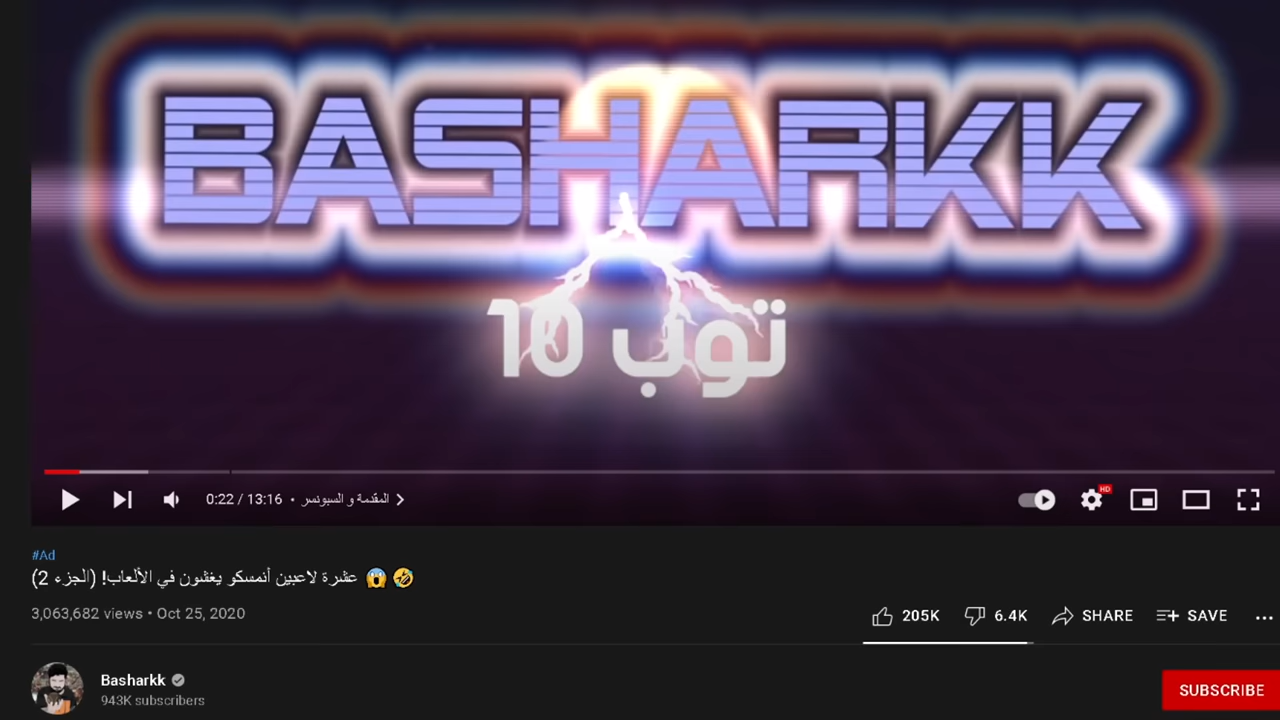 BASHARKK
توب 10
0:22 / 13:16 • المقدمة و السبونسر
HD
#Ad
عشرة لاعبين أنمسكو يغشون في الألعاب! (الجزء 2) 😱 🤣
3,063,682 views • Oct 25, 2020
205K 6.4K SHARE SAVE
Basharkk
943K subscribers
SUBSCRIBE